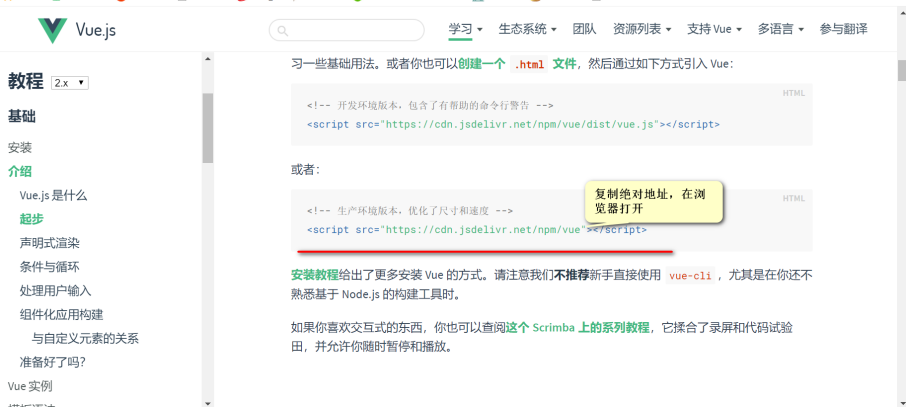 Vue.js
学习
生态系统
团队
资源列表
支持 Vue
多语言
参与翻译
教程 2.x
基础
安装
介绍
Vue.js 是什么
起步
声明式渲染
条件与循环
处理用户输入
组件化应用构建
与自定义元素的关系
准备好了吗?
Vue 实例
习一些基础用法。或者你也可以创建一个 .html 文件，然后通过如下方式引入 Vue:
HTML
<!-- 开发环境版本，包含了有帮助的命令行警告 -->
<script src="https://cdn.jsdelivr.net/npm/vue/dist/vue.js"></script>
或者:
HTML
<!-- 生产环境版本，优化了尺寸和速度 -->
<script src="https://cdn.jsdelivr.net/npm/vue"></script>
复制绝对地址，在浏
览器打开
安装教程给出了更多安装 Vue 的方式。请注意我们不推荐新手直接使用 vue-cli ，尤其是在你还不
熟悉基于 Node.js 的构建工具时。
如果你喜欢交互式的东西，你也可以查阅这个 Scrimba 上的系列教程，它揉合了录屏和代码试验
田，并允许你随时暂停和播放。